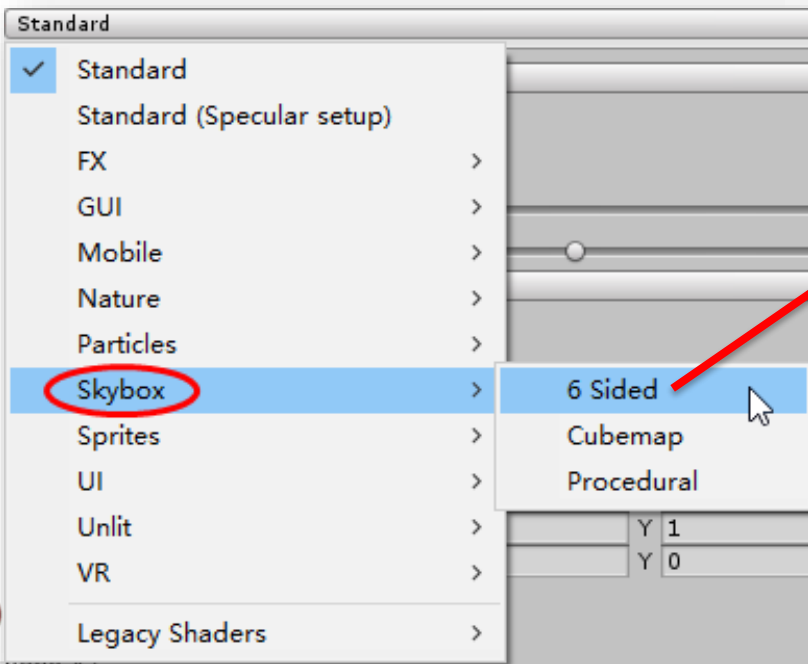 Standard
Standard
Standard (Specular setup)
FX
GUI
Mobile
Nature
Particles
Skybox
6 Sided
Sprites
Cubemap
UI
Procedural
Unlit
Y 1
Y 0
VR
Legacy Shaders